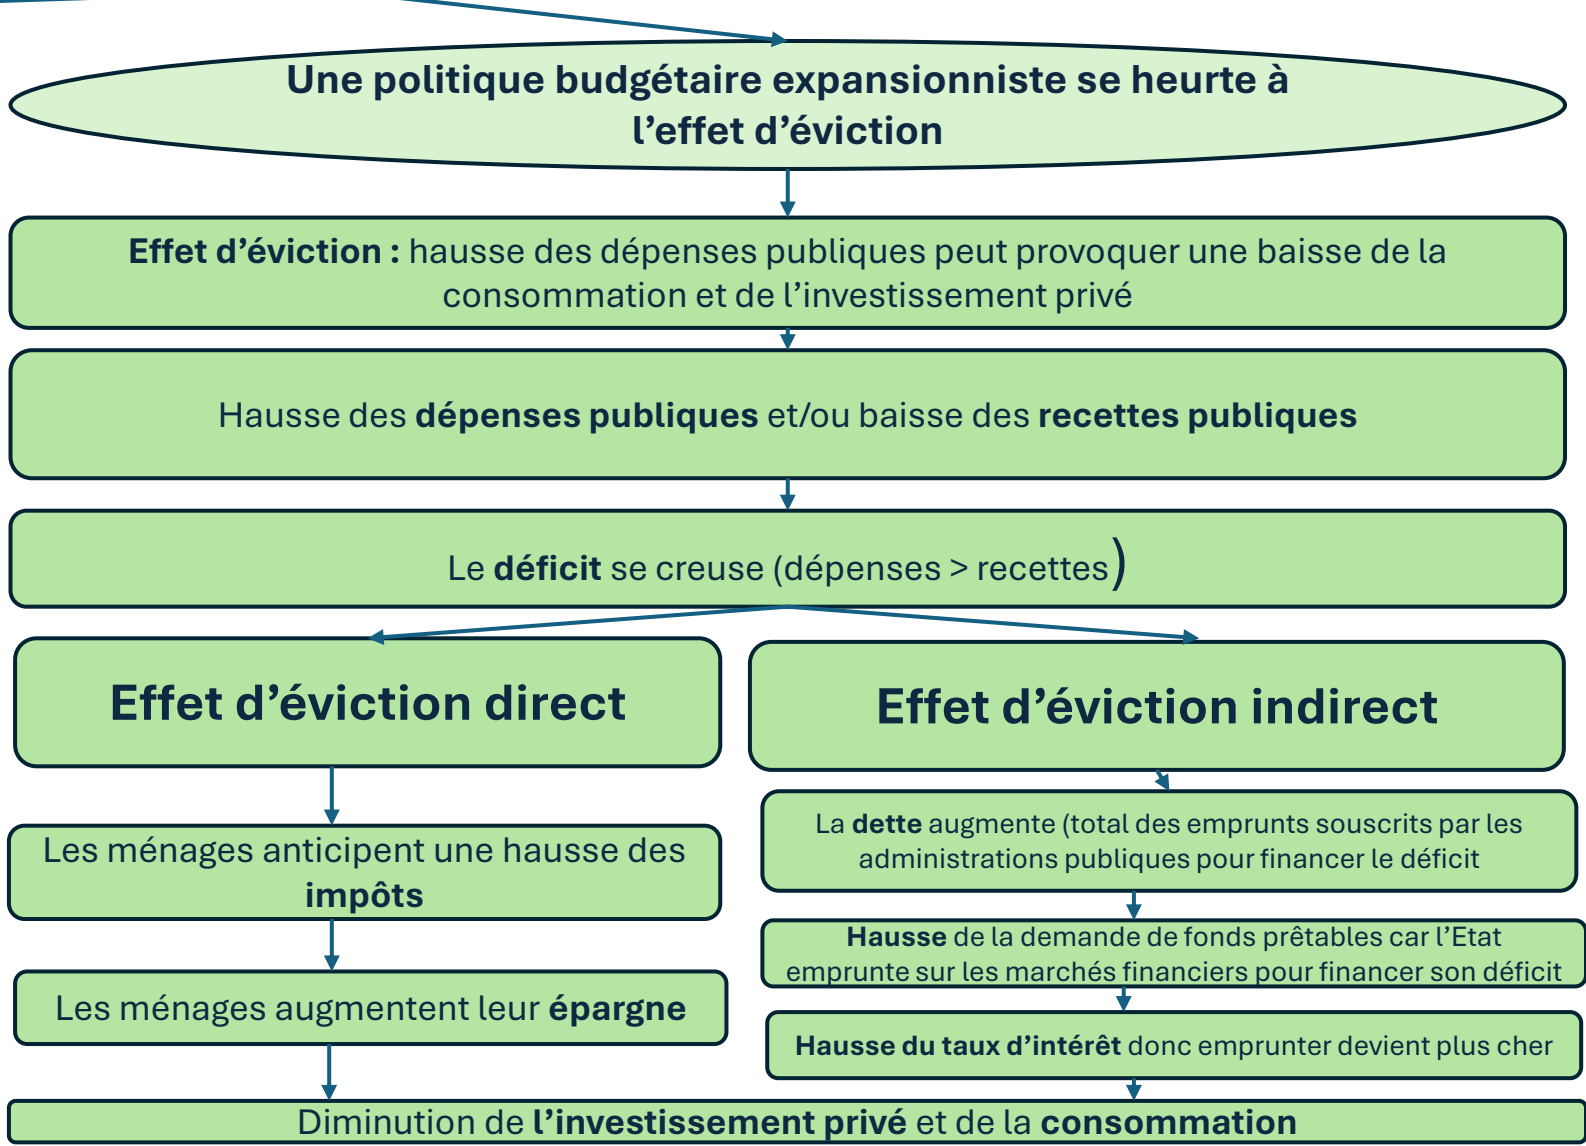 Une politique budgétaire expansionniste se heurte à
l’effet d’éviction
Effet d’éviction : hausse des dépenses publiques peut provoquer une baisse de la
consommation et de l’investissement privé
Hausse des dépenses publiques et/ou baisse des recettes publiques
Le déficit se creuse (dépenses > recettes)
Effet d’éviction direct
Les ménages anticipent une hausse des
impôts
Les ménages augmentent leur épargne
Effet d’éviction indirect
La dette augmente (total des emprunts souscrits par les
administrations publiques pour financer le déficit
Hausse de la demande de fonds prêtables car l’Etat
emprunte sur les marchés financiers pour financer son déficit
Hausse du taux d’intérêt donc emprunter devient plus cher
Diminution de l’investissement privé et de la consommation